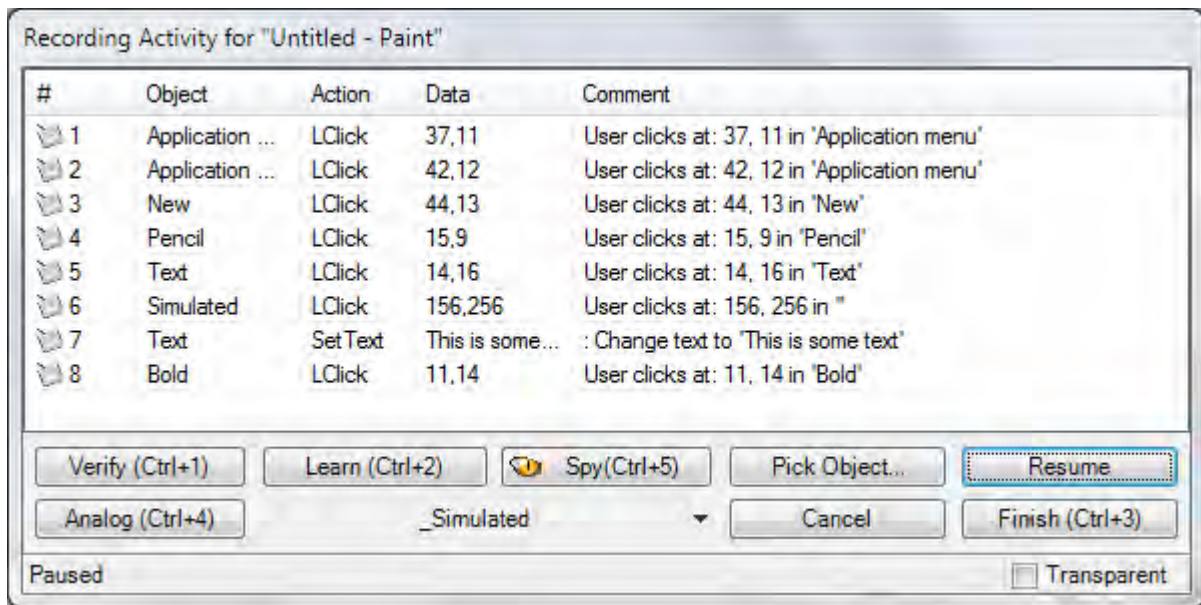 Recording Activity for "Untitled - Paint"
# Object Action Data Comment
1 Application ... LClick 37,11 User clicks at: 37, 11 in 'Application menu'
2 Application ... LClick 42,12 User clicks at: 42, 12 in 'Application menu'
3 New LClick 44,13 User clicks at: 44, 13 in 'New'
4 Pencil LClick 15,9 User clicks at: 15, 9 in 'Pencil'
5 Text LClick 14,16 User clicks at: 14, 16 in 'Text'
6 Simulated LClick 156,256 User clicks at: 156, 256 in ''
7 Text SetText This is some... : Change text to 'This is some text'
8 Bold LClick 11,14 User clicks at: 11, 14 in 'Bold'
Verify (Ctrl+1) Learn (Ctrl+2) Spy(Ctrl+5) Pick Object... Resume
Analog (Ctrl+4) _Simulated Cancel Finish (Ctrl+3)
Paused Transparent